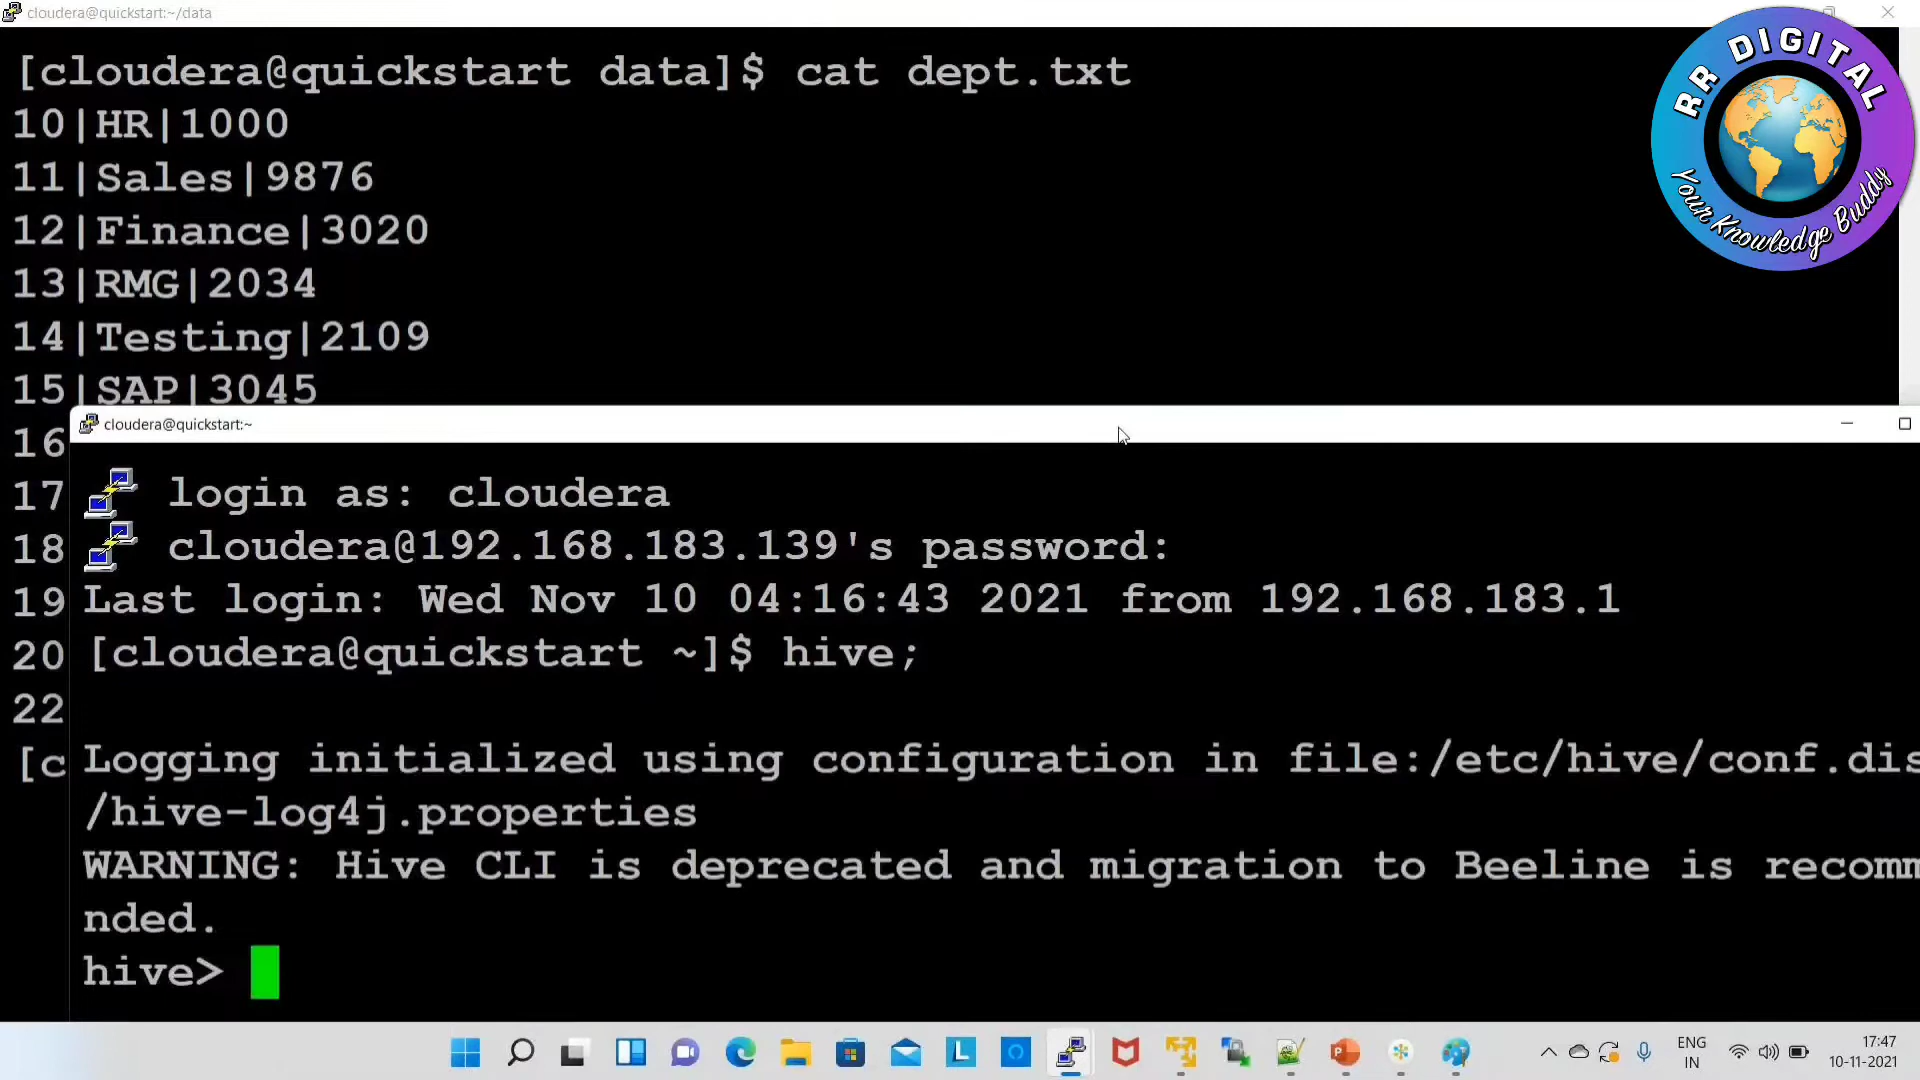 cloudera@quickstart:~/data
[cloudera@quickstart data]$ cat dept.txt
10|HR|1000
11|Sales|9876
12|Finance|3020
13|RMG|2034
14|Testing|2109
15|SAP|3045
16
17
18
19
20
22
[c
cloudera@quickstart:~
login as: cloudera
cloudera@192.168.183.139's password:
Last login: Wed Nov 10 04:16:43 2021 from 192.168.183.1
[cloudera@quickstart ~]$ hive;
Logging initialized using configuration in file:/etc/hive/conf.dis
/hive-log4j.properties
WARNING: Hive CLI is deprecated and migration to Beeline is recomm
nded.
hive>
RR DIGITAL
Your Knowledge Buddy
ENG
IN
17:47
10-11-2021